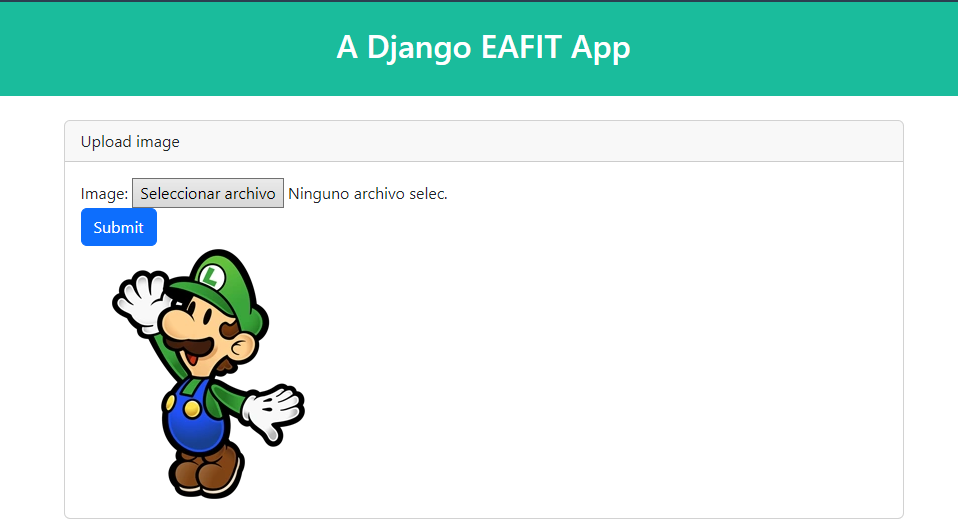 A Django EAFIT App
Upload image
Image: Seleccionar archivo Ninguno archivo selec.
Submit
L